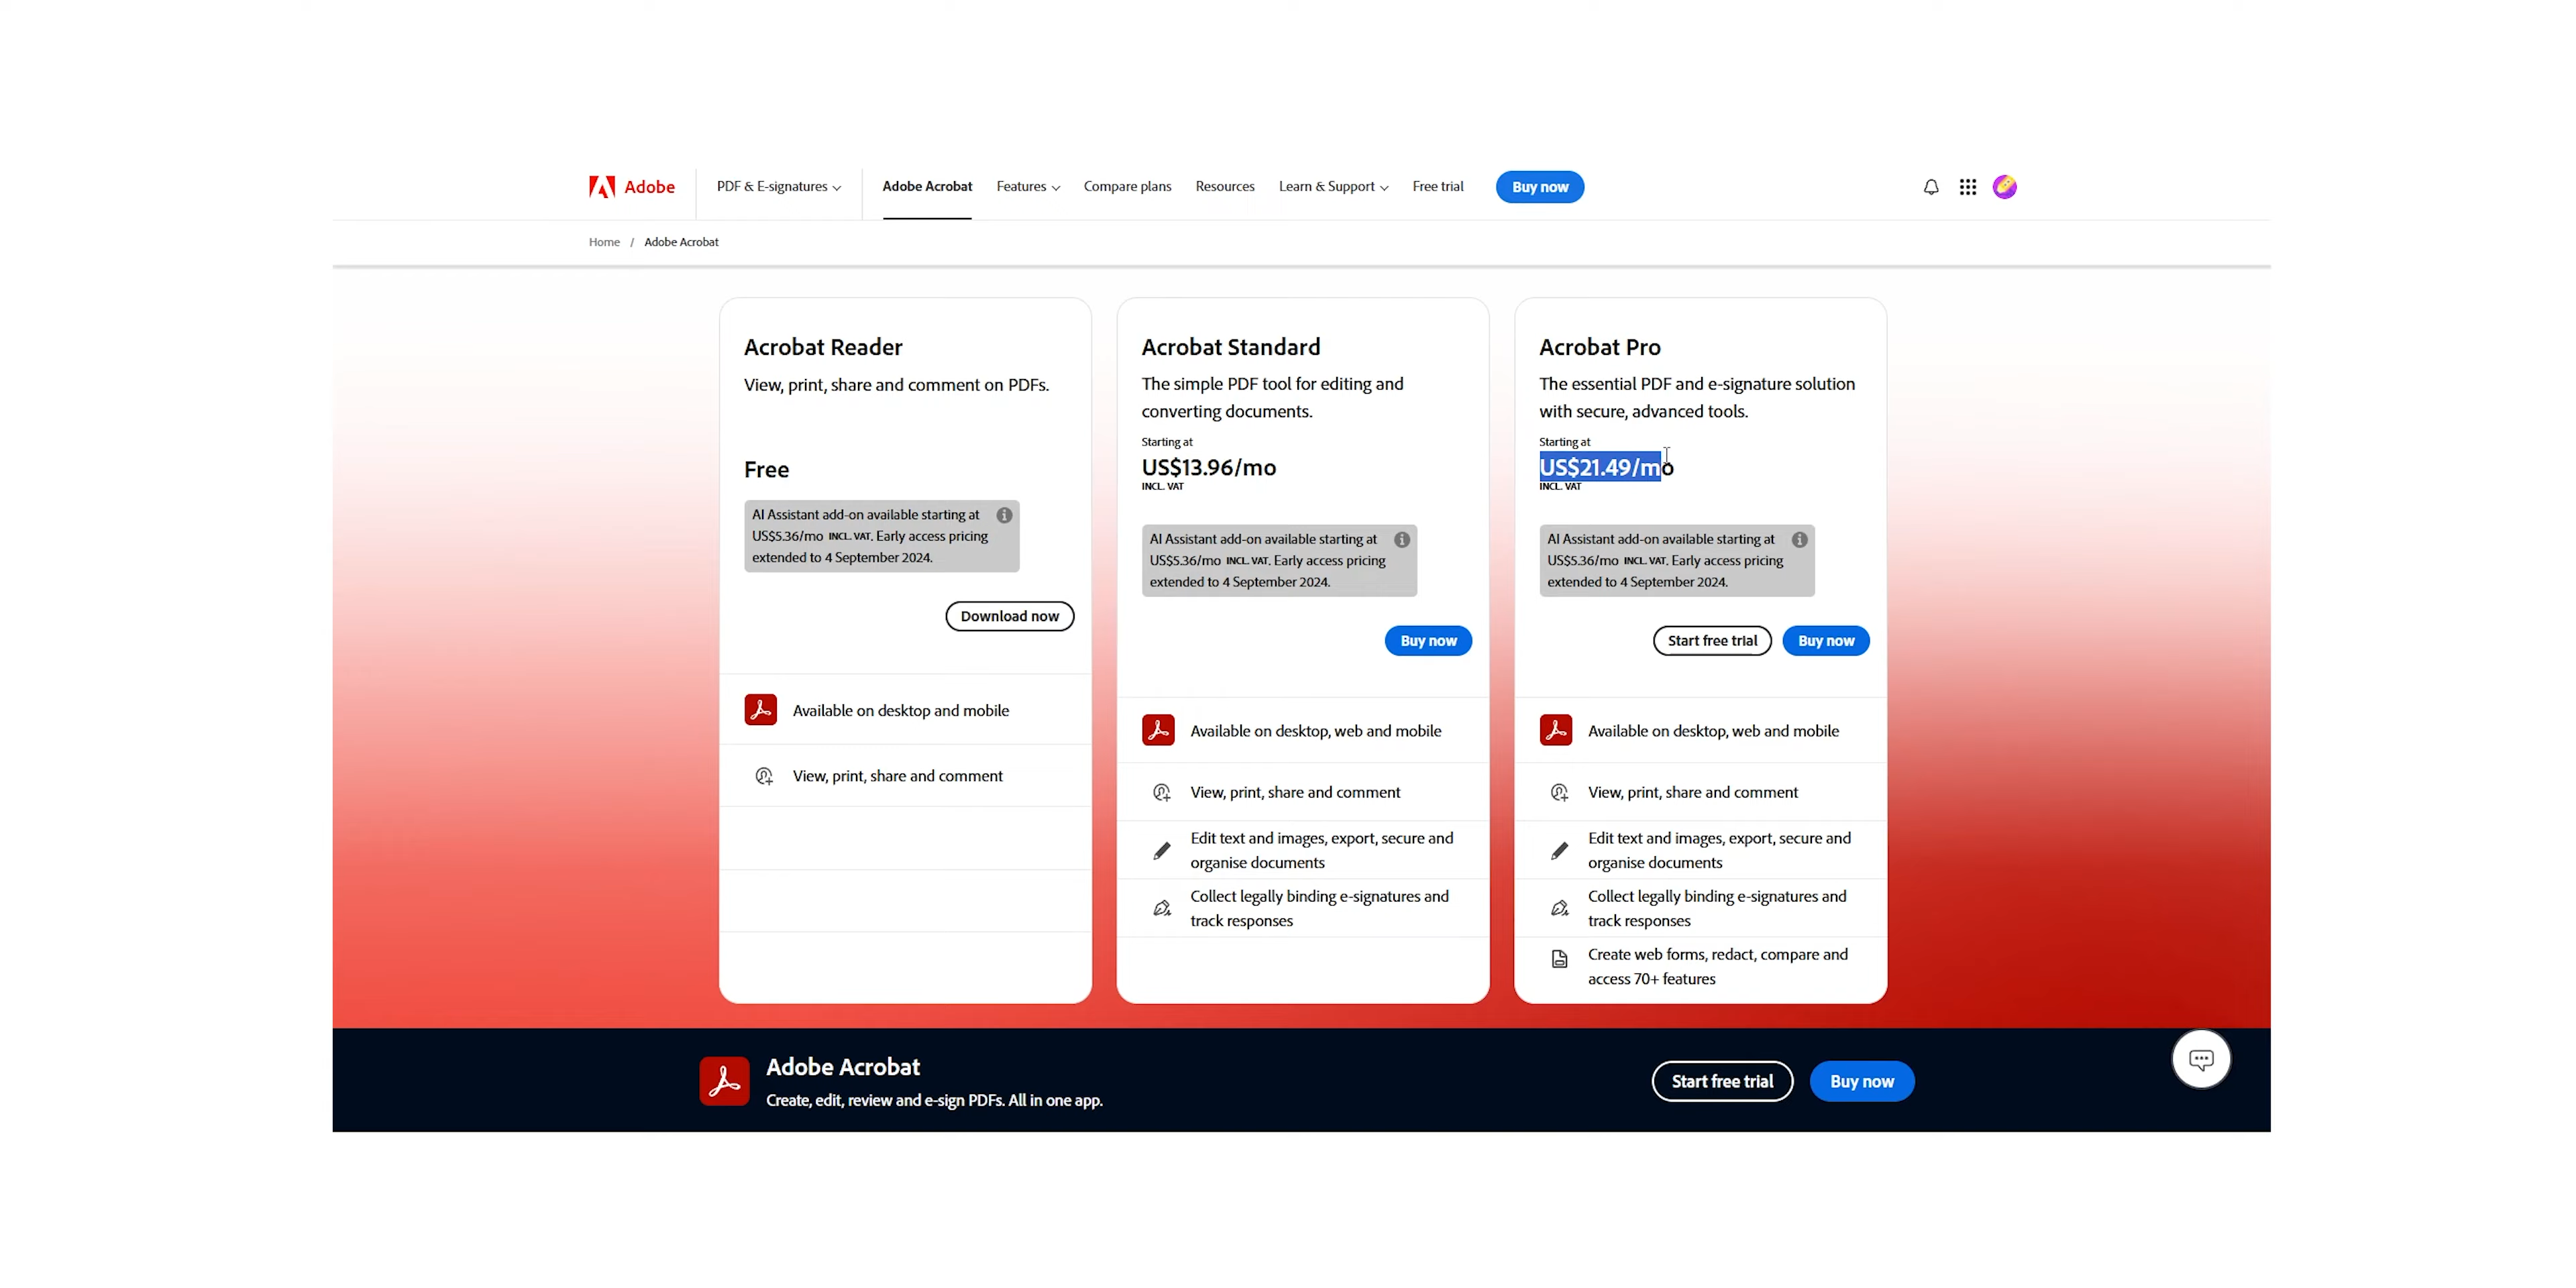 Adobe
PDF & E-signatures
Adobe Acrobat
Features
Compare plans
Resources
Learn & Support
Free trial
Buy now
Home / Adobe Acrobat
Acrobat Reader
View, print, share and comment on PDFs.
Free
AI Assistant add-on available starting at
US$5.36/mo INCL. VAT. Early access pricing
extended to 4 September 2024.
Download now
Available on desktop and mobile
View, print, share and comment
Acrobat Standard
The simple PDF tool for editing and
converting documents.
Starting at
US$13.96/mo
INCL. VAT
AI Assistant add-on available starting at
US$5.36/mo INCL. VAT. Early access pricing
extended to 4 September 2024.
Buy now
Available on desktop, web and mobile
View, print, share and comment
Edit text and images, export, secure and
organise documents
Collect legally binding e-signatures and
track responses
Acrobat Pro
The essential PDF and e-signature solution
with secure, advanced tools.
Starting at
US$21.49/mo
INCL. VAT
AI Assistant add-on available starting at
US$5.36/mo INCL. VAT. Early access pricing
extended to 4 September 2024.
Start free trial
Buy now
Available on desktop, web and mobile
View, print, share and comment
Edit text and images, export, secure and
organise documents
Collect legally binding e-signatures and
track responses
Create web forms, redact, compare and
access 70+ features
Adobe Acrobat
Create, edit, review and e-sign PDFs. All in one app.
Start free trial
Buy now